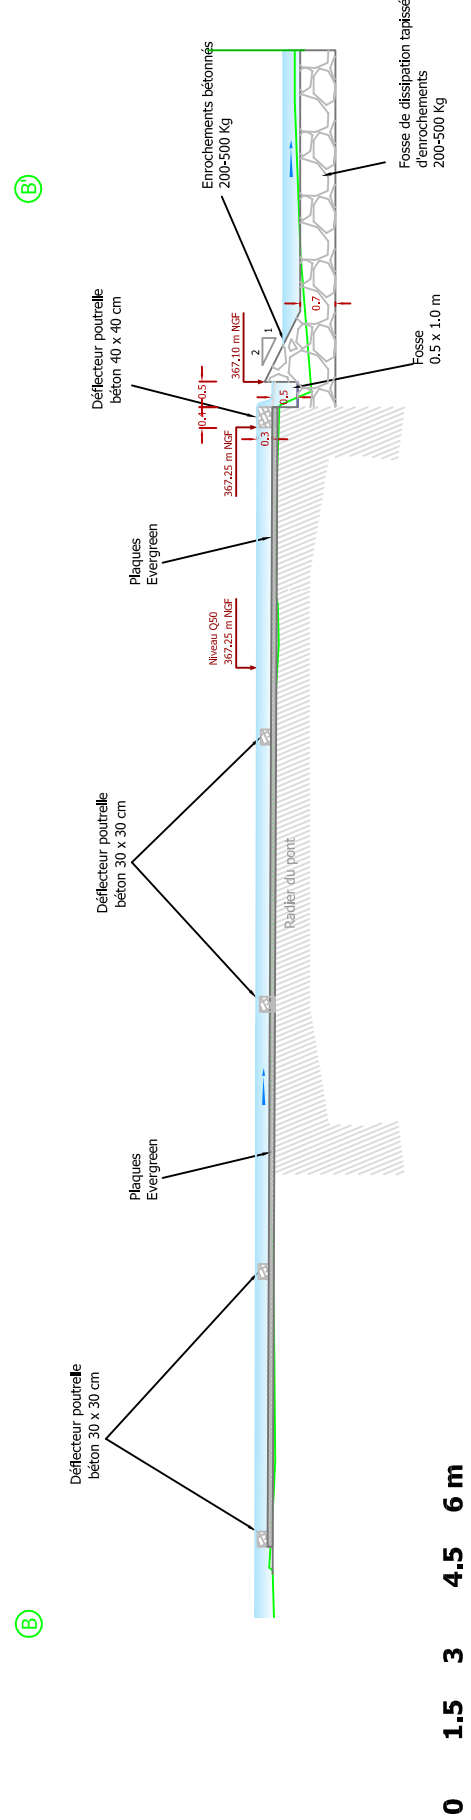 B
B'
Déflecteur poutrelle
béton 30 x 30 cm
Plaques
Evergreen
Déflecteur poutrelle
béton 30 x 30 cm
Niveau Q50
367.25 m NGF
Plaques
Evergreen
Déflecteur poutrelle
béton 40 x 40 cm
367.25 m NGF
0.4
0.5
367.10 m NGF
2
1
0.3
0.5
0.7
Enrochements bétonnés
200-500 Kg
Fosse
0.5 x 1.0 m
Fosse de dissipation tapissé
d'enrochements
200-500 Kg
Radier du pont
0 1.5 3 4.5 6 m